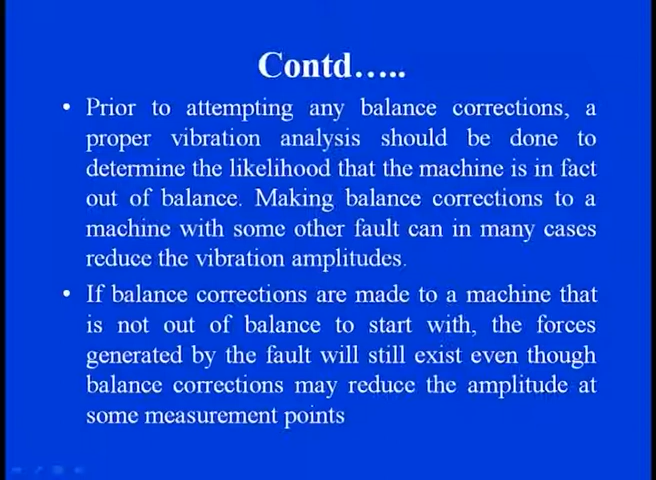 Contd.....
• Prior to attempting any balance corrections, a
proper vibration analysis should be done to
determine the likelihood that the machine is in fact
out of balance. Making balance corrections to a
machine with some other fault can in many cases
reduce the vibration amplitudes.
• If balance corrections are made to a machine that
is not out of balance to start with, the forces
generated by the fault will still exist even though
balance corrections may reduce the amplitude at
some measurement points